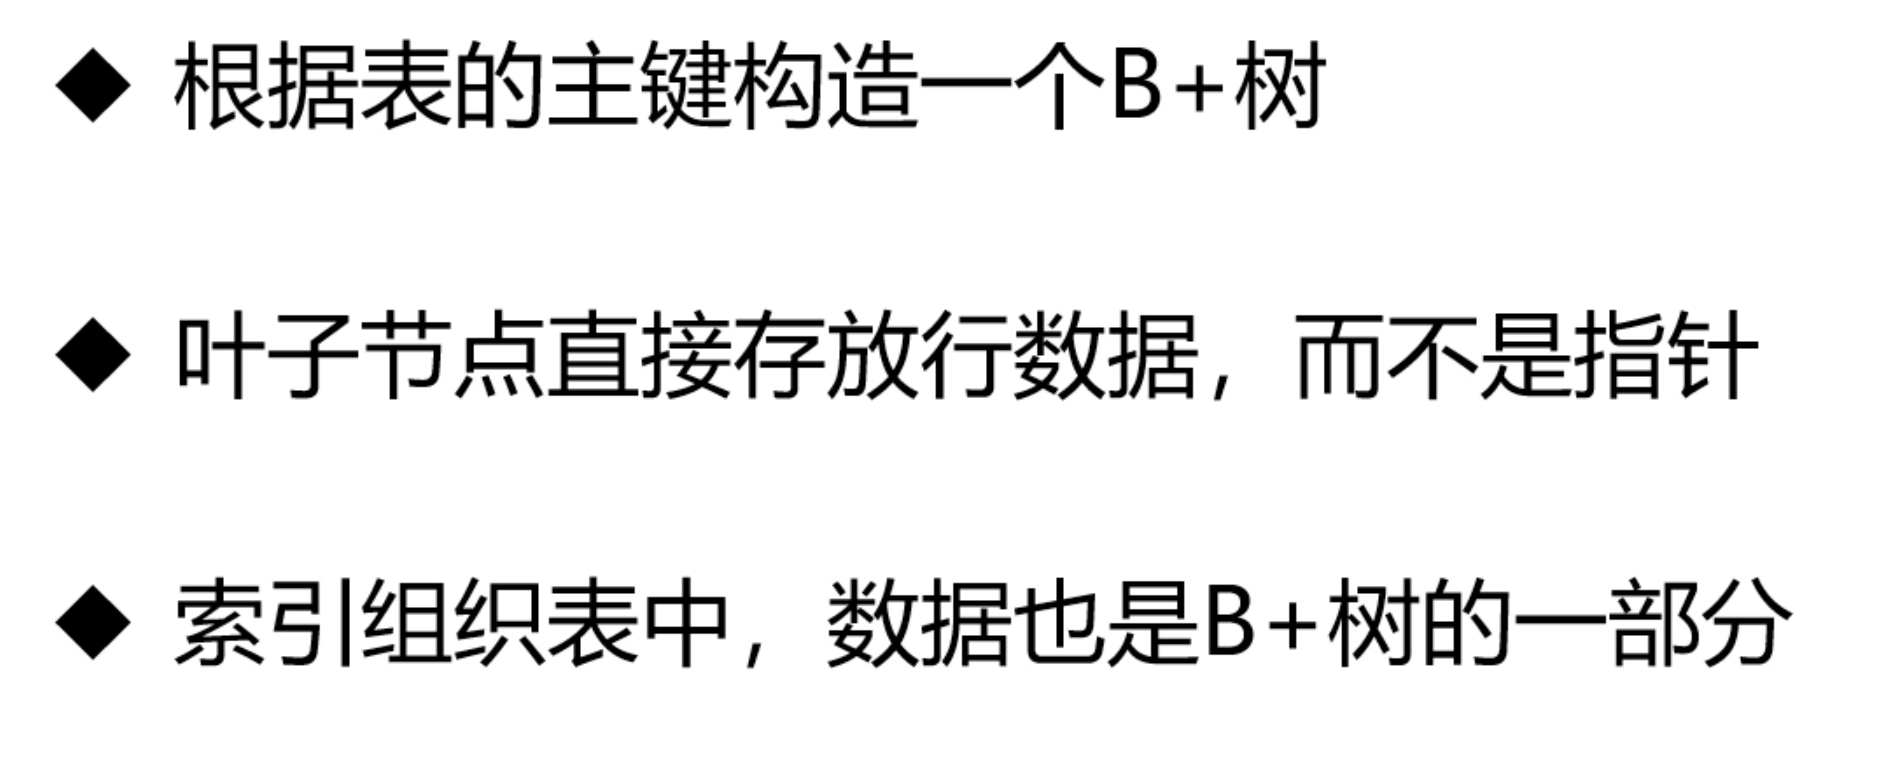 ◆ 根据表的主键构造一个B+树
◆ 叶子节点直接存放行数据，而不是指针
◆ 索引组织表中，数据也是B+树的一部分